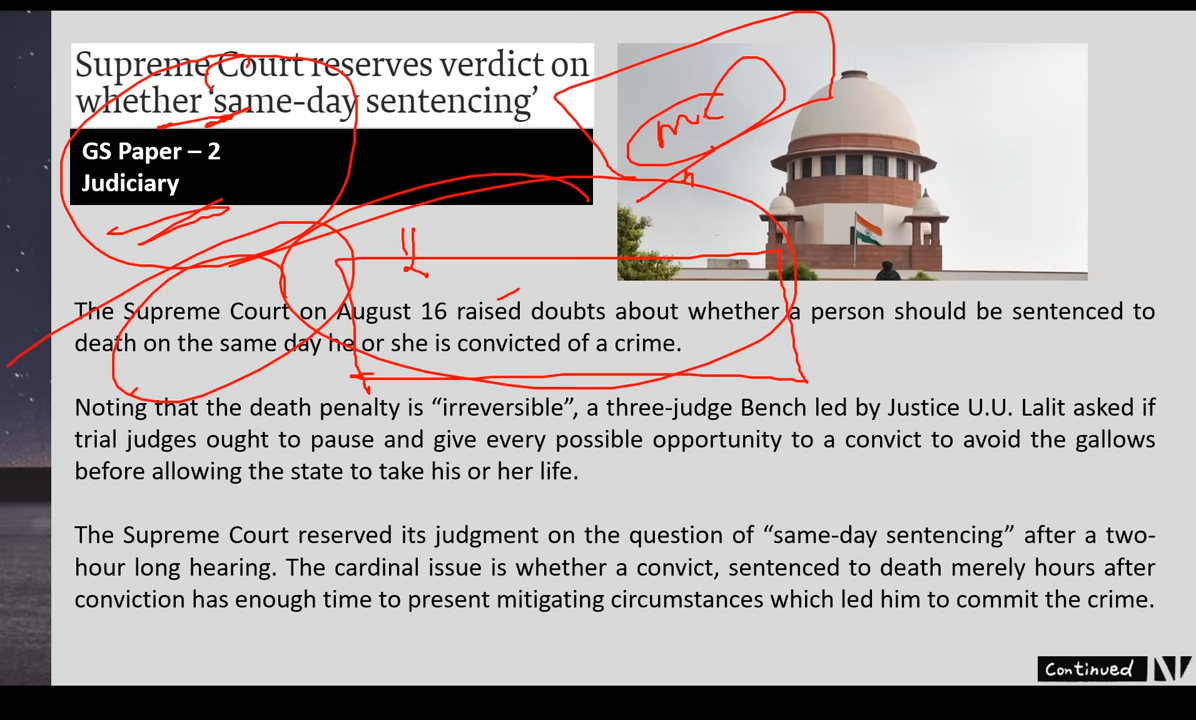 Supreme Court reserves verdict on
whether ‘same-day sentencing’
GS Paper – 2
Judiciary
The Supreme Court on August 16 raised doubts about whether a person should be sentenced to
death on the same day he or she is convicted of a crime.
Noting that the death penalty is “irreversible”, a three-judge Bench led by Justice U.U. Lalit asked if
trial judges ought to pause and give every possible opportunity to a convict to avoid the gallows
before allowing the state to take his or her life.
The Supreme Court reserved its judgment on the question of “same-day sentencing” after a two-
hour long hearing. The cardinal issue is whether a convict, sentenced to death merely hours after
conviction has enough time to present mitigating circumstances which led him to commit the crime.
Continued